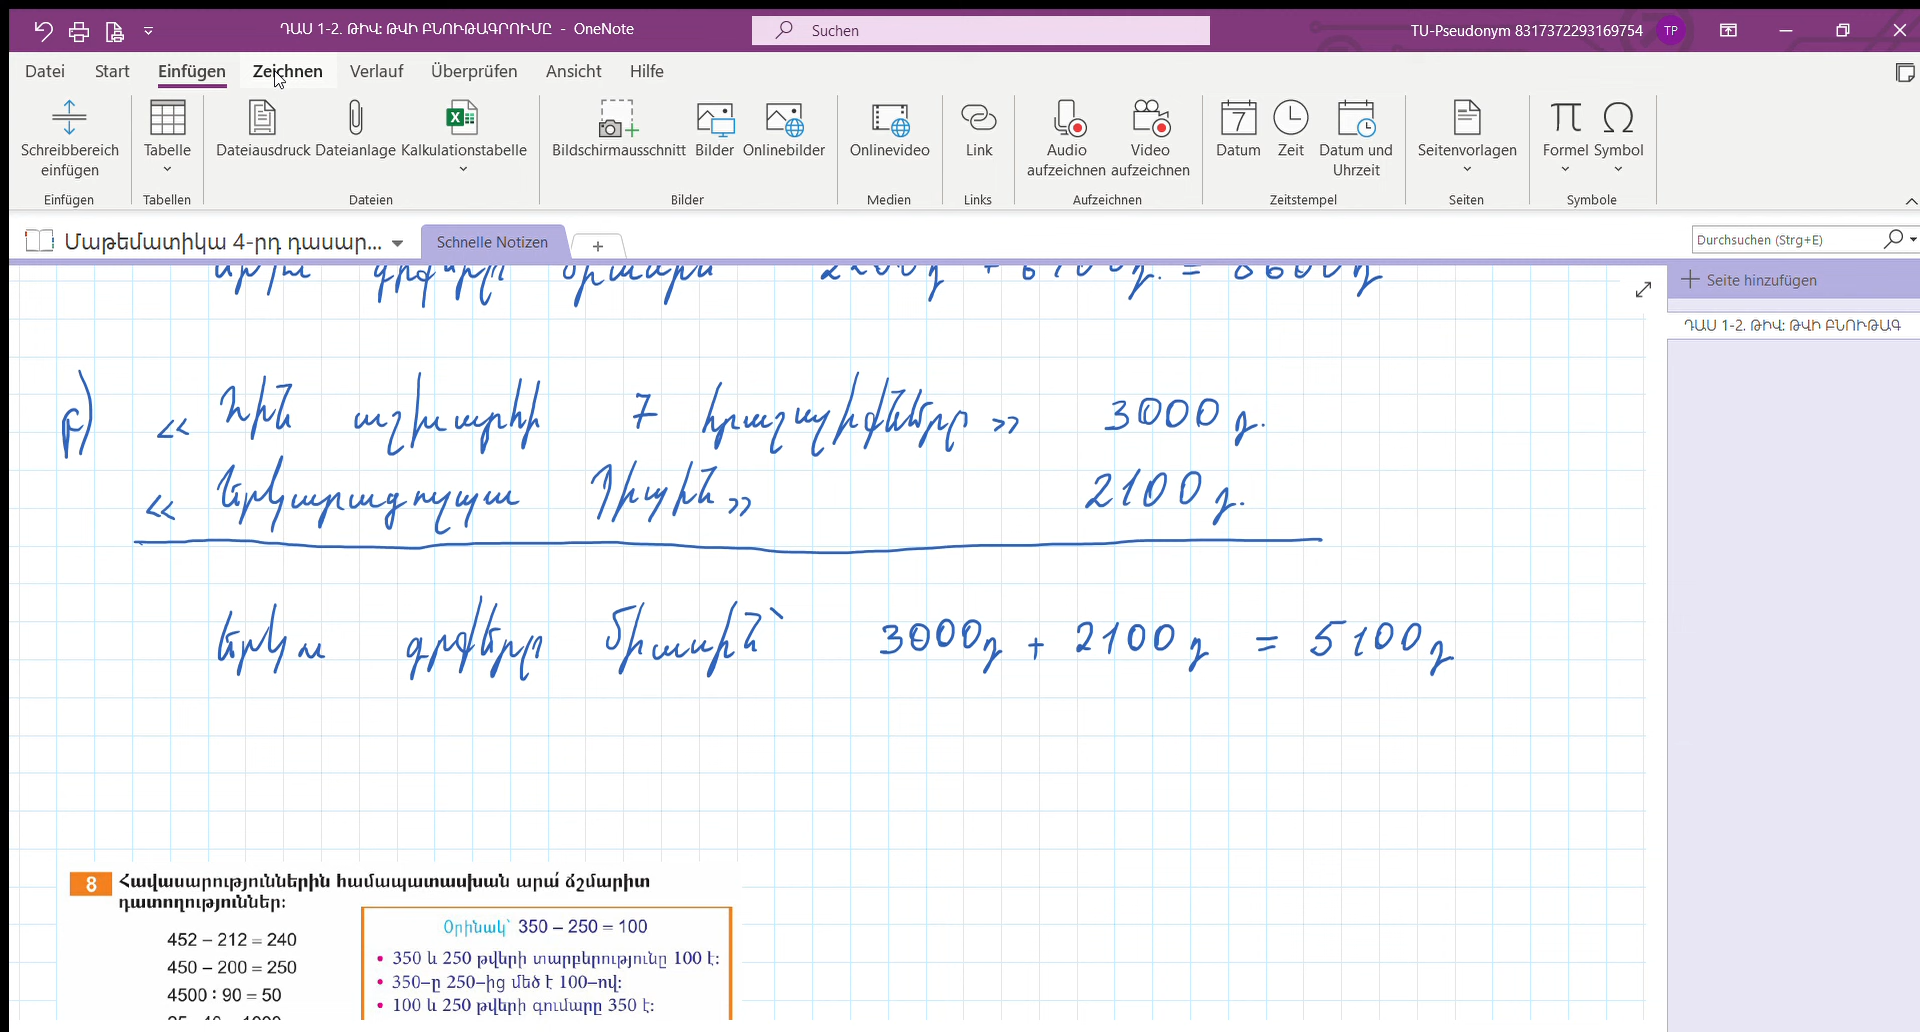 ԴԱՍ 1-2. ԹԻՎ: ԹՎԻ ԲՆՈՒԹԱԳՐՈՒՄԸ - OneNote
Suchen
TU-Pseudonym 8317372293169754 TP
Datei Start Einfügen Zeichnen Verlauf Überprüfen Ansicht Hilfe
Schreibbereich einfügen Tabelle Dateiausdruck Dateianlage Kalkulationstabelle Bildschirmausschnitt Bilder Onlinebilder Onlinevideo Link Audio aufzeichnen Video aufzeichnen Datum Zeit Datum und Uhrzeit Seitenvorlagen Formel Symbol
Einfügen Tabellen Dateien Bilder Medien Links Aufzeichnen Zeitstempel Seiten Symbole
Մաթեմատիկա 4-րդ դասար... Schnelle Notizen +
Durchsuchen (Strg+E)
Seite hinzufügen
ԴԱՍ 1-2. ԹԻՎ: ԹՎԻ ԲՆՈՒԹԱԳ
բ) « Հին աշխարհի 7 հրաշալիքները » 3000 դ.
« Երկարագուլպա Պիպին » 2100 դ.
Երկու գրքերը միասին՝ 3000դ + 2100դ = 5100դ
8 Հավասարություններին համապատասխան արա՛ ճշմարիտ
դատողություններ:
452 – 212 = 240
450 – 200 = 250
4500 : 90 = 50
Օրինակ՝ 350 – 250 = 100
• 350 և 250 թվերի տարբերությունը 100 է:
• 350–ը 250–ից մեծ է 100–ով:
• 100 և 250 թվերի գումարը 350 է: